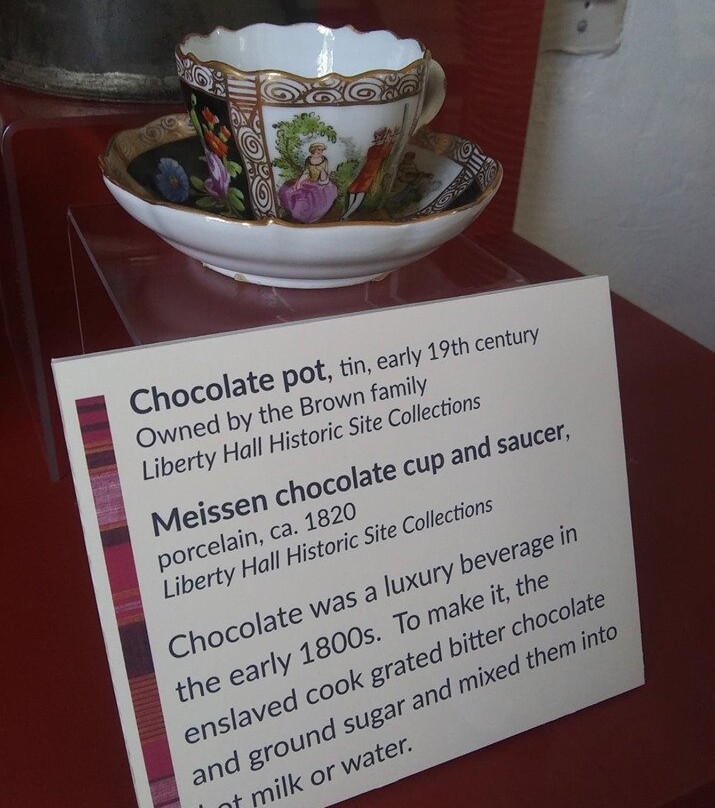 Chocolate pot, tin, early 19th century
Owned by the Brown family
Liberty Hall Historic Site Collections
Meissen chocolate cup and saucer,
porcelain, ca. 1820
Liberty Hall Historic Site Collections
Chocolate was a luxury beverage in
the early 1800s. To make it, the
enslaved cook grated bitter chocolate
and ground sugar and mixed them into
hot milk or water.